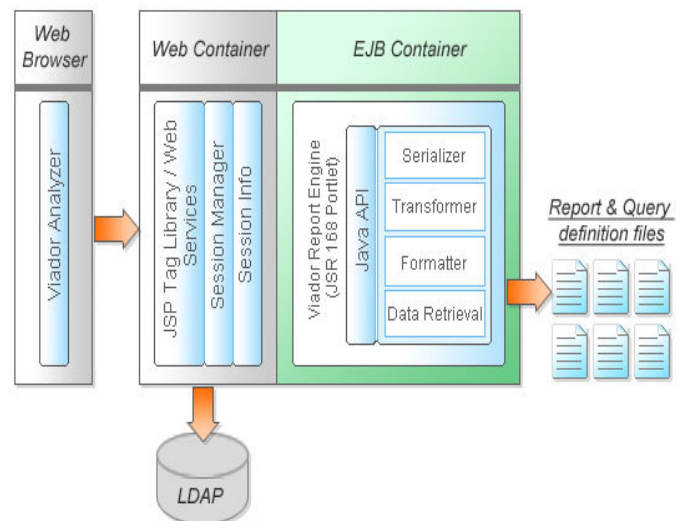 Web
Browser
Web Container
EJB Container
Viador Analyzer
JSP Tag Library / Web
Services
Session Manager
Session Info
Viador Report Engine
(JSR 168 Portlet)
Java API
Serializer
Transformer
Formatter
Data Retrieval
Report & Query
definition files
LDAP